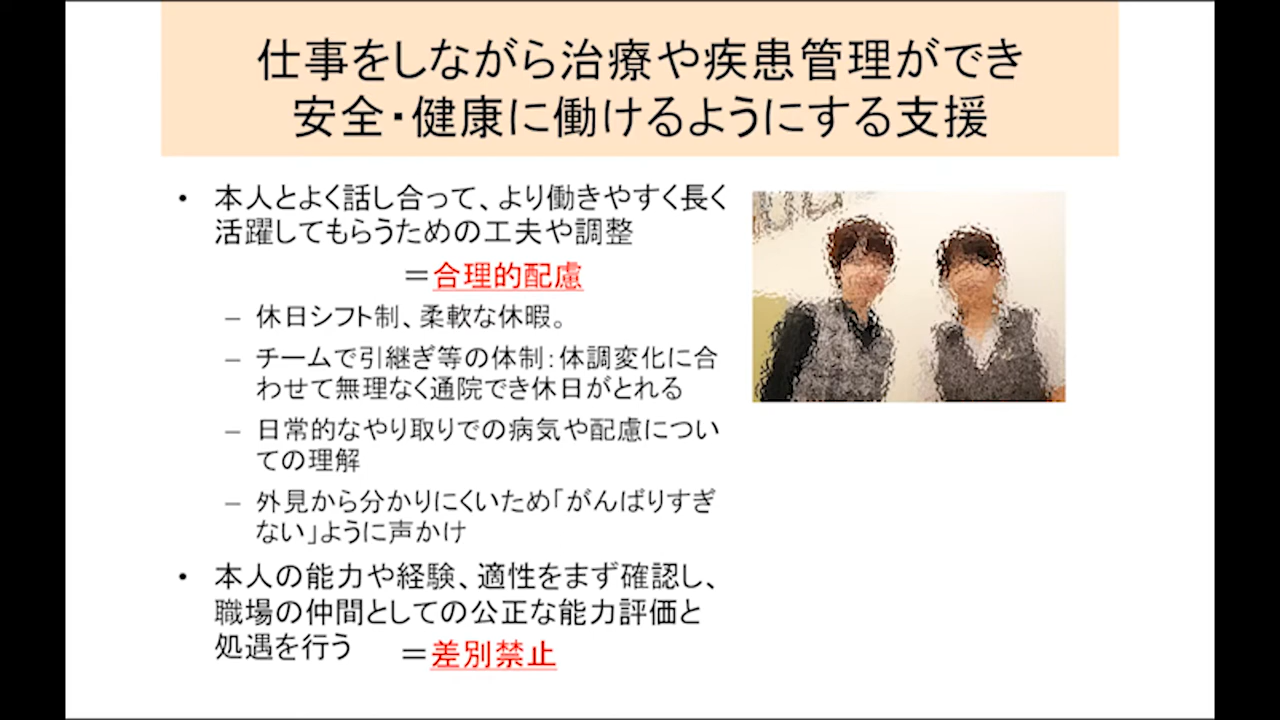 仕事をしながら治療や疾患管理ができ
安全・健康に働けるようにする支援
• 本人とよく話し合って、より働きやすく長く
活躍してもらうための工夫や調整
＝合理的配慮
– 休日シフト制、柔軟な休暇。
– チームで引継ぎ等の体制：体調変化に合
わせて無理なく通院でき休日がとれる
– 日常的なやり取りでの病気や配慮につい
ての理解
– 外見から分かりにくいため「がんばりすぎ
ない」ように声かけ
• 本人の能力や経験、適性をまず確認し、
職場の仲間としての公正な能力評価と
処遇を行う ＝差別禁止